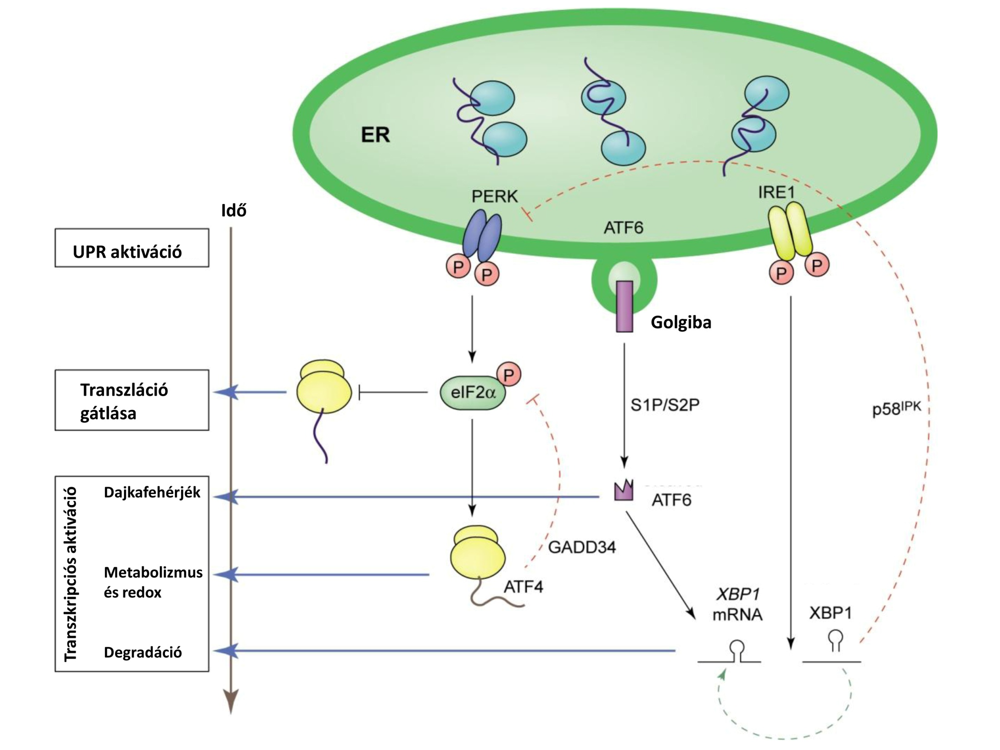 ER
PERK
IRE1
ATF6
Idő
UPR aktiváció
P
P
P
P
Golgiba
Transzláció
gátlása
eIF2α
P
S1P/S2P
p58IPK
Transzkripciós aktiváció
Dajkafehérjék
ATF6
GADD34
Metabolizmus
és redox
ATF4
XBP1
mRNA
XBP1
Degradáció